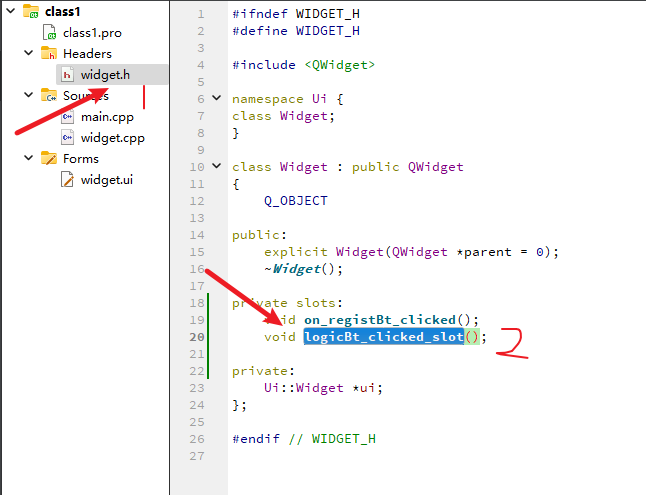 class1
class1.pro
Headers
widget.h
Sources
main.cpp
widget.cpp
Forms
widget.ui
1
1 #ifndef WIDGET_H
2 #define WIDGET_H
3
4 #include <QWidget>
5
6 namespace Ui {
7 class Widget;
8 }
9
10 class Widget : public QWidget
11 {
12 Q_OBJECT
13
14 public:
15 explicit Widget(QWidget *parent = 0);
16 ~Widget();
17
18 private slots:
19 void on_registBt_clicked();
20 void logicBt_clicked_slot();
2
21
22 private:
23 Ui::Widget *ui;
24 };
25
26 #endif // WIDGET_H
27